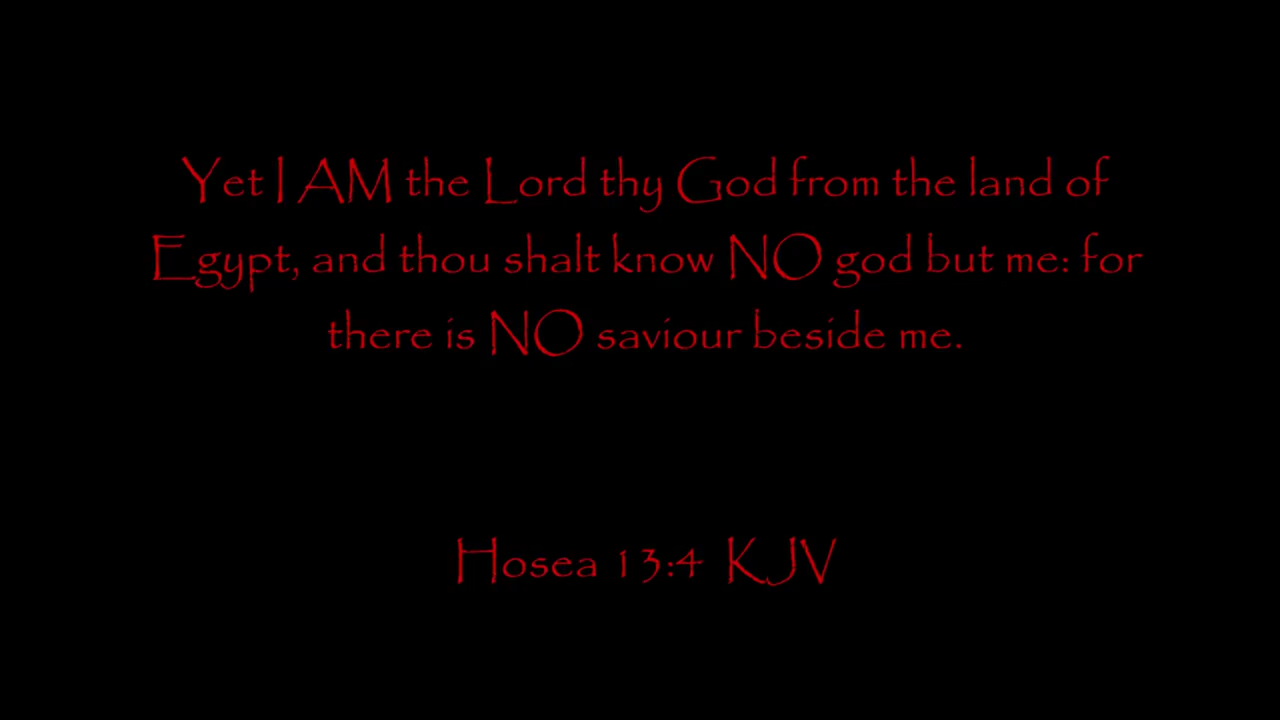 Yet I AM the Lord thy God from the land of
Egypt, and thou shalt know NO god but me: for
there is NO saviour beside me.
Hosea 13:4 KJV